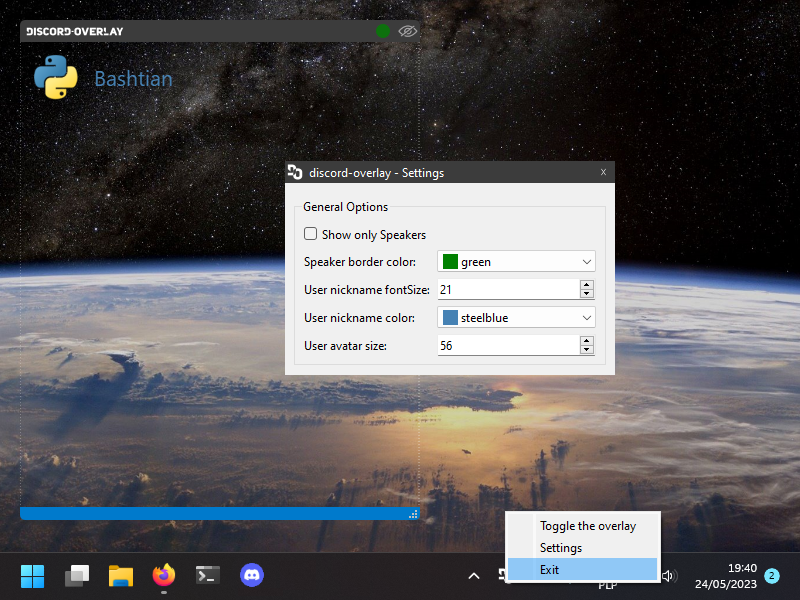 DISCORD-OVERLAY
Bashtian
discord-overlay - Settings
x
General Options
Show only Speakers
Speaker border color:
green
User nickname fontSize:
21
User nickname color:
steelblue
User avatar size:
56
Toggle the overlay
Settings
Exit
PLP
19:40
24/05/2023
2